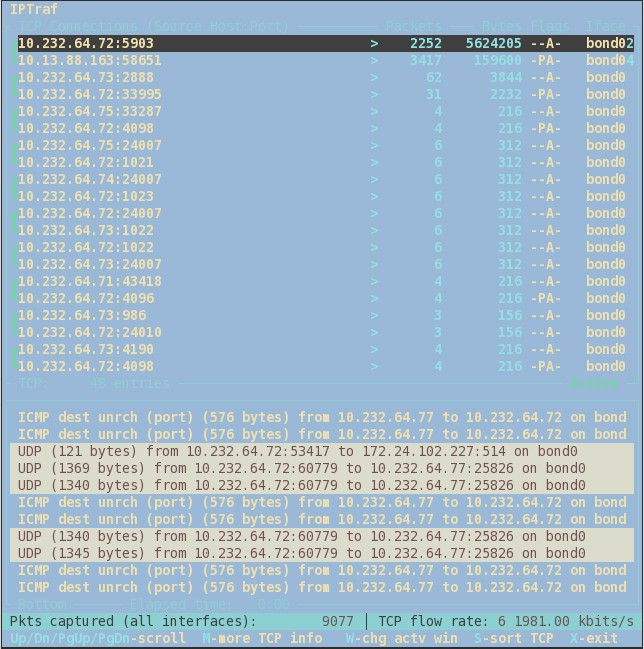 IPTraf
TCP Connections (Source Host:Port) Packets Bytes Flags Iface
10.232.64.72:5903 > 2252 5624205 --A- bond02
10.13.88.163:58651 > 3417 159600 -PA- bond04
10.232.64.73:2888 > 62 3844 --A- bond0
10.232.64.72:33995 > 31 2232 -PA- bond0
10.232.64.75:33287 > 4 216 --A- bond0
10.232.64.72:4098 > 4 216 -PA- bond0
10.232.64.75:24007 > 6 312 --A- bond0
10.232.64.72:1021 > 6 312 --A- bond0
10.232.64.74:24007 > 6 312 --A- bond0
10.232.64.72:1023 > 6 312 --A- bond0
10.232.64.72:24007 > 6 312 --A- bond0
10.232.64.73:1022 > 6 312 --A- bond0
10.232.64.72:1022 > 6 312 --A- bond0
10.232.64.73:24007 > 6 312 --A- bond0
10.232.64.71:43418 > 4 216 --A- bond0
10.232.64.72:4096 > 4 216 -PA- bond0
10.232.64.73:986 > 3 156 --A- bond0
10.232.64.72:24010 > 3 156 --A- bond0
10.232.64.73:4190 > 4 216 --A- bond0
10.232.64.72:4098 > 4 216 -PA- bond0
TCP 48 entries
ICMP dest unrch (port) (576 bytes) from 10.232.64.77 to 10.232.64.72 on bond
ICMP dest unrch (port) (576 bytes) from 10.232.64.77 to 10.232.64.72 on bond
UDP (121 bytes) from 10.232.64.72:53417 to 172.24.102.227:514 on bond0
UDP (1369 bytes) from 10.232.64.72:60779 to 10.232.64.77:25826 on bond0
UDP (1340 bytes) from 10.232.64.72:60779 to 10.232.64.77:25826 on bond0
ICMP dest unrch (port) (576 bytes) from 10.232.64.77 to 10.232.64.72 on bond
ICMP dest unrch (port) (576 bytes) from 10.232.64.77 to 10.232.64.72 on bond
UDP (1340 bytes) from 10.232.64.72:60779 to 10.232.64.77:25826 on bond0
UDP (1345 bytes) from 10.232.64.72:60779 to 10.232.64.77:25826 on bond0
ICMP dest unrch (port) (576 bytes) from 10.232.64.77 to 10.232.64.72 on bond
ICMP dest unrch (port) (576 bytes) from 10.232.64.77 to 10.232.64.72 on bond
Bottom Elapsed time: 0:00
Pkts captured (all interfaces): 9077 | TCP flow rate: 6 1981.00 kbits/s
Up/Dn/PgUp/PgDn-scroll M-more TCP info W-chg actv win S-sort TCP X-exit